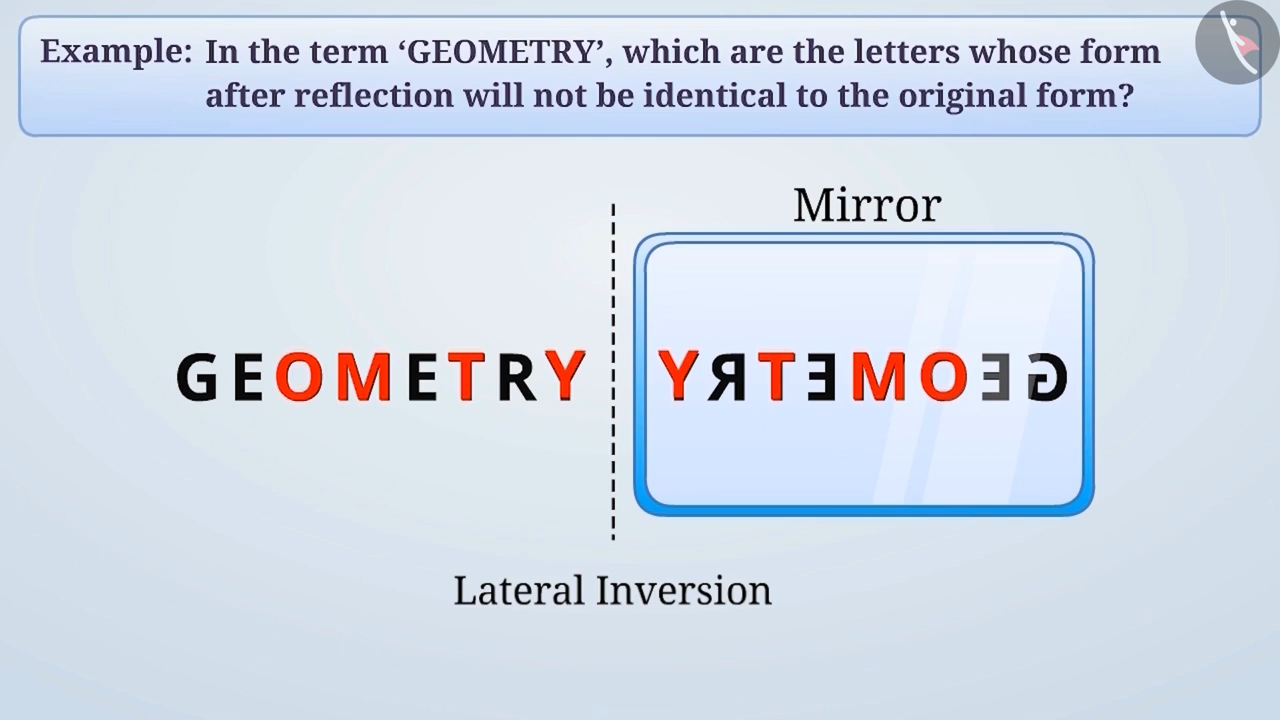 Example: In the term ‘GEOMETRY’, which are the letters whose form
after reflection will not be identical to the original form?
Mirror
GEOMETRY YЯTƎMOƎG
Lateral Inversion